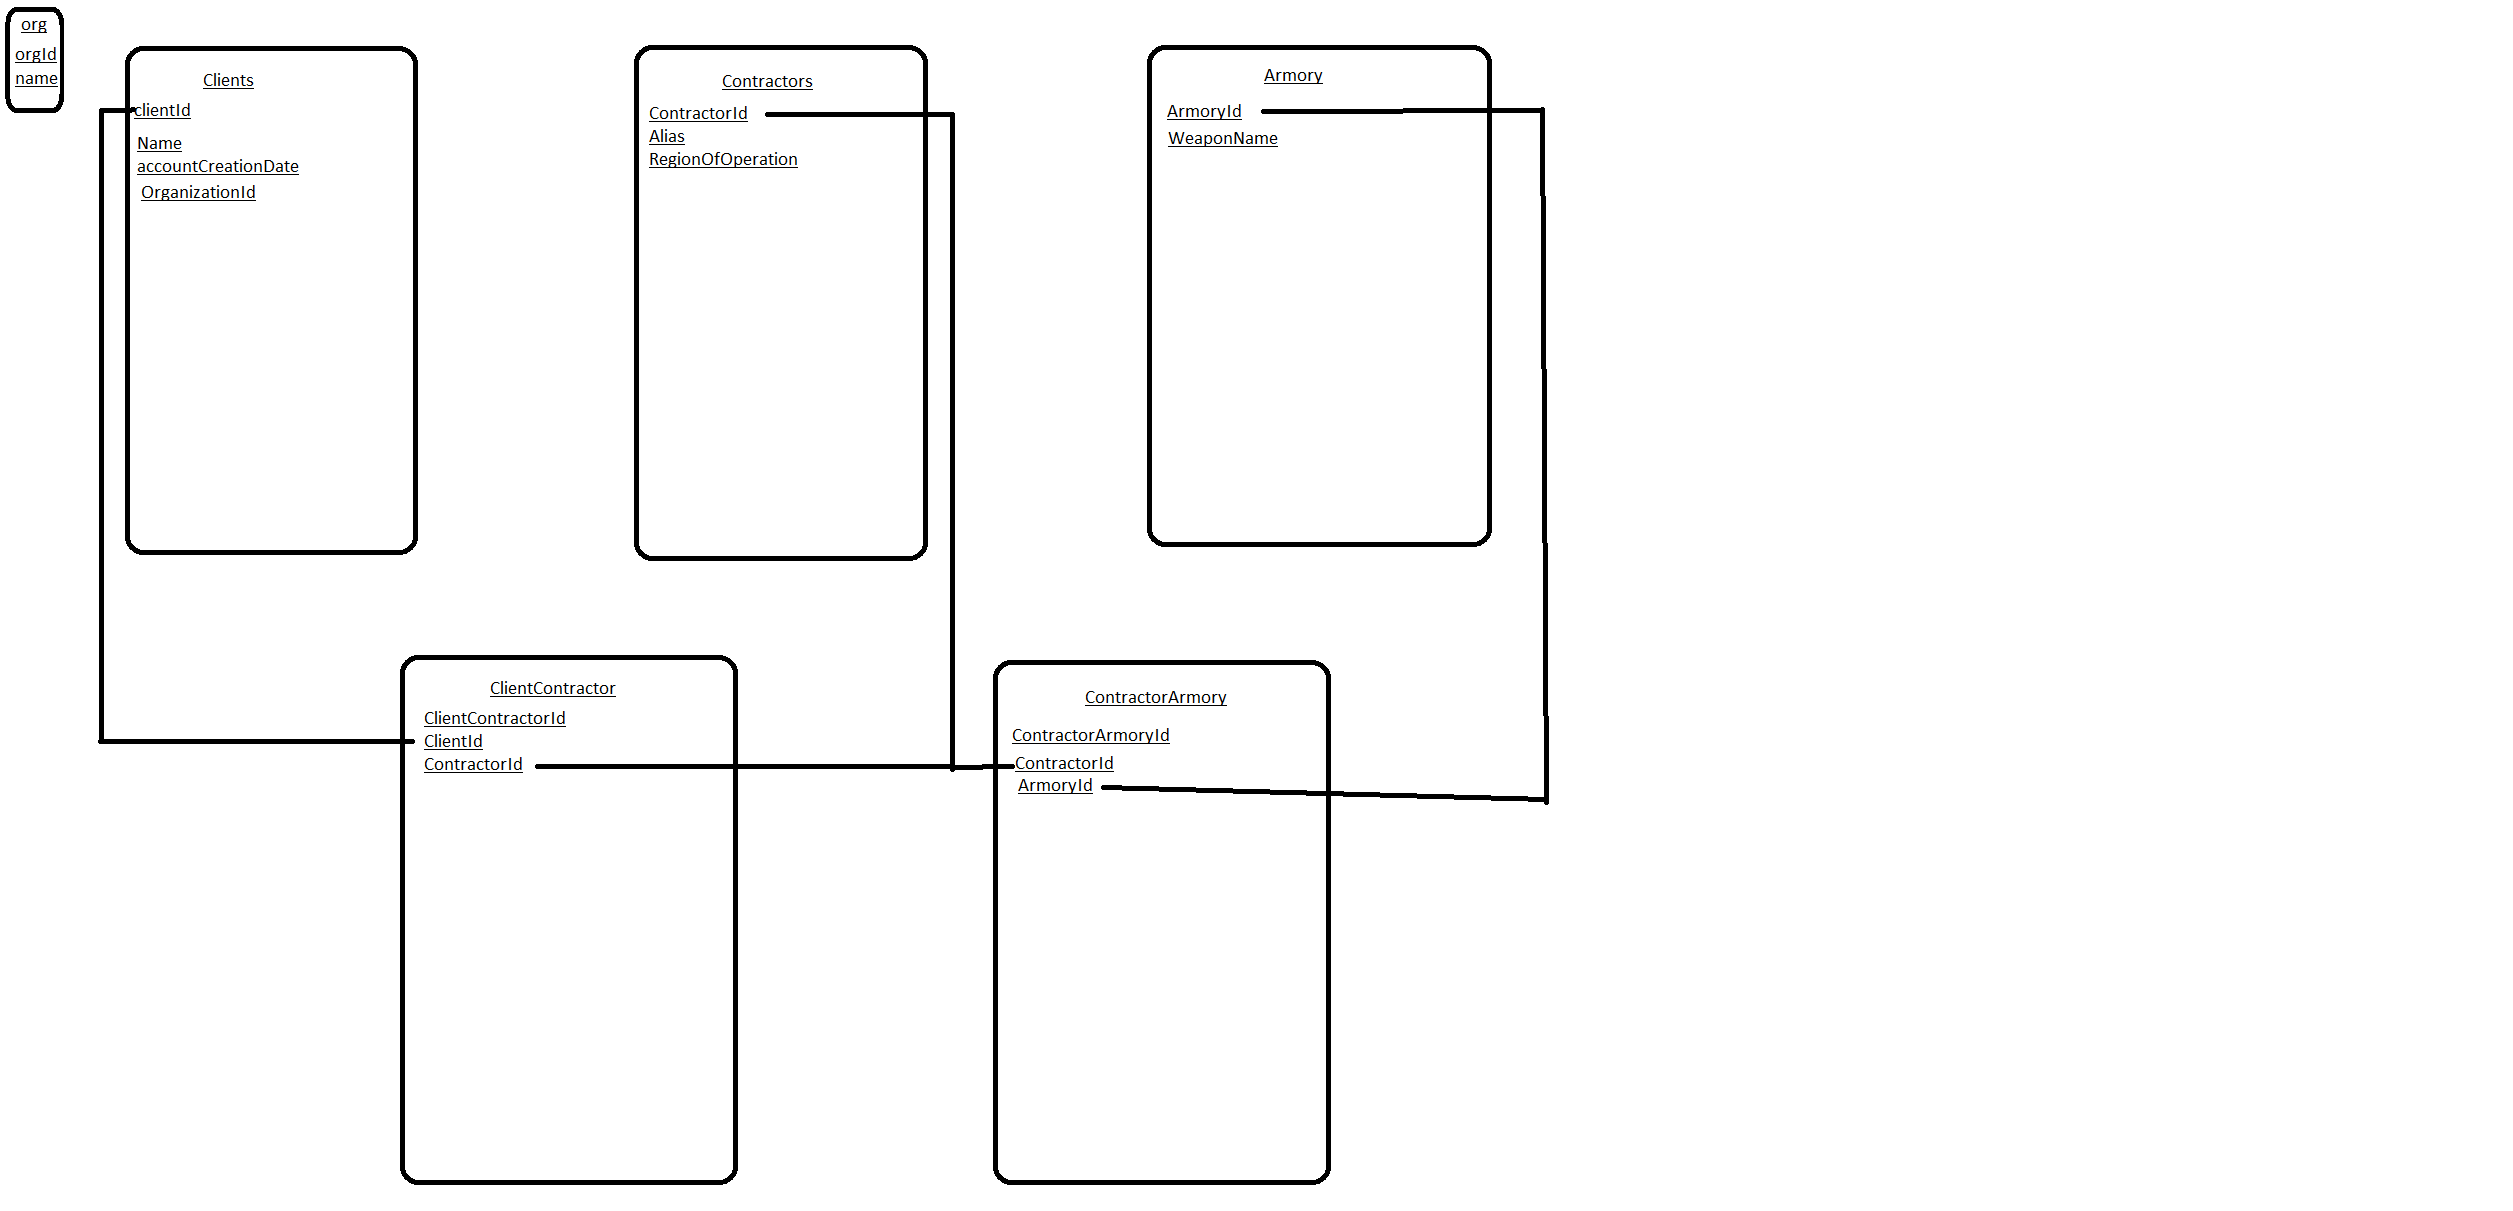 org
orgId
name
Clients
clientId
Name
accountCreationDate
OrganizationId
Contractors
ContractorId
Alias
RegionOfOperation
Armory
ArmoryId
WeaponName
ClientContractor
ClientContractorId
ClientId
ContractorId
ContractorArmory
ContractorArmoryId
ContractorId
ArmoryId